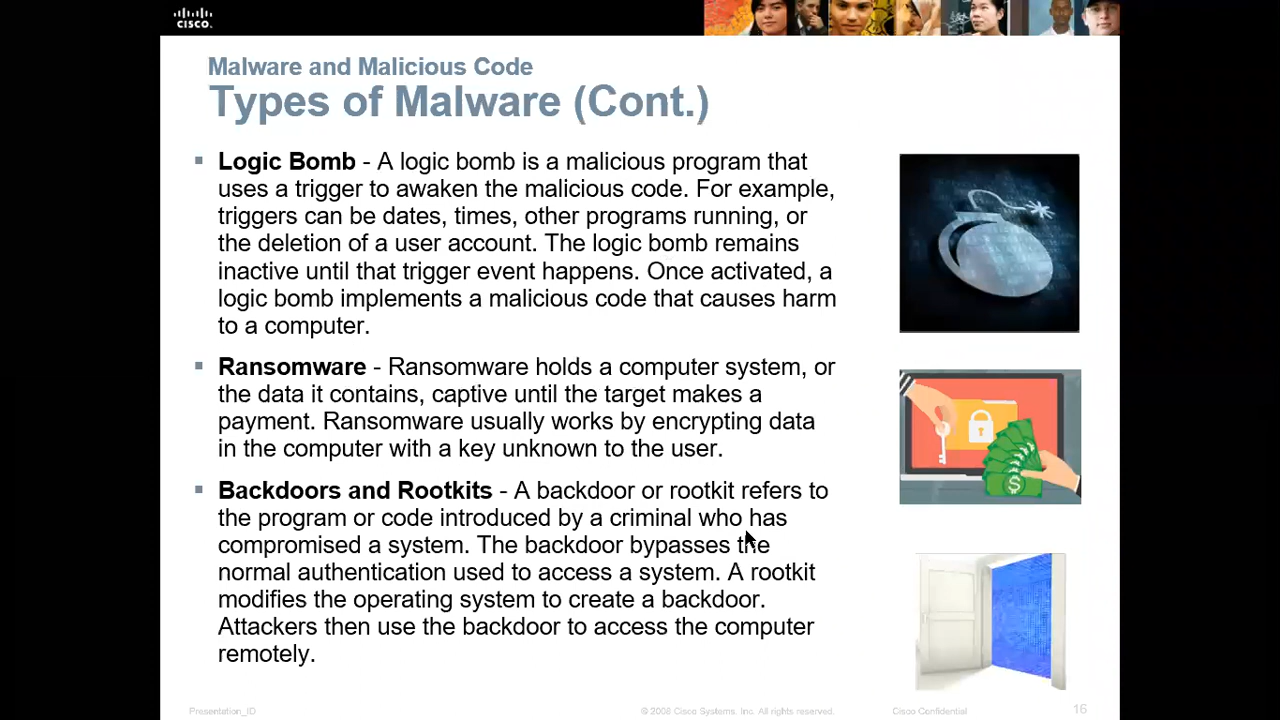 CISCO.
Malware and Malicious Code
Types of Malware (Cont.)
▪ Logic Bomb - A logic bomb is a malicious program that
uses a trigger to awaken the malicious code. For example,
triggers can be dates, times, other programs running, or
the deletion of a user account. The logic bomb remains
inactive until that trigger event happens. Once activated, a
logic bomb implements a malicious code that causes harm
to a computer.
▪ Ransomware - Ransomware holds a computer system, or
the data it contains, captive until the target makes a
payment. Ransomware usually works by encrypting data
in the computer with a key unknown to the user.
▪ Backdoors and Rootkits - A backdoor or rootkit refers to
the program or code introduced by a criminal who has
compromised a system. The backdoor bypasses the
normal authentication used to access a system. A rootkit
modifies the operating system to create a backdoor.
Attackers then use the backdoor to access the computer
remotely.
$
Presentation_ID © 2008 Cisco Systems, Inc. All rights reserved. Cisco Confidential 16